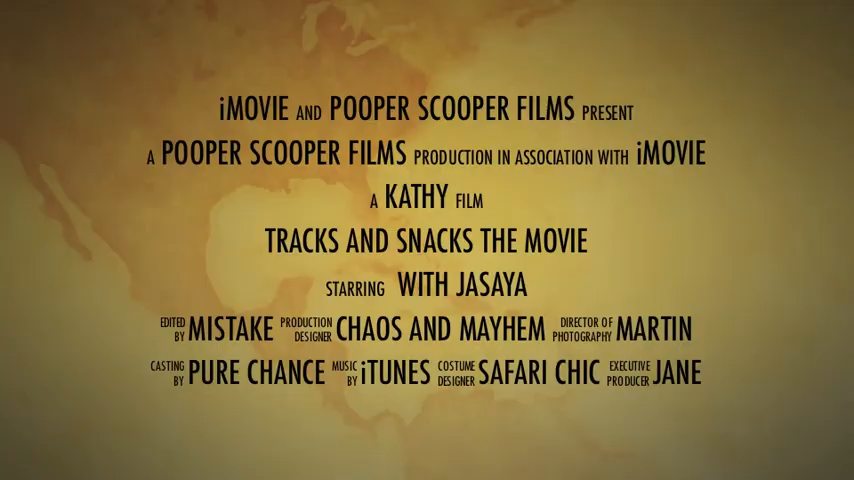 iMOVIE AND POOPER SCOOPER FILMS PRESENT
A POOPER SCOOPER FILMS PRODUCTION IN ASSOCIATION WITH iMOVIE
A KATHY FILM
TRACKS AND SNACKS THE MOVIE
STARRING WITH JASAYA
EDITED BY MISTAKE PRODUCTION DESIGNER CHAOS AND MAYHEM DIRECTOR OF PHOTOGRAPHY MARTIN
CASTING BY PURE CHANCE MUSIC BY iTUNES COSTUME DESIGNER SAFARI CHIC EXECUTIVE PRODUCER JANE